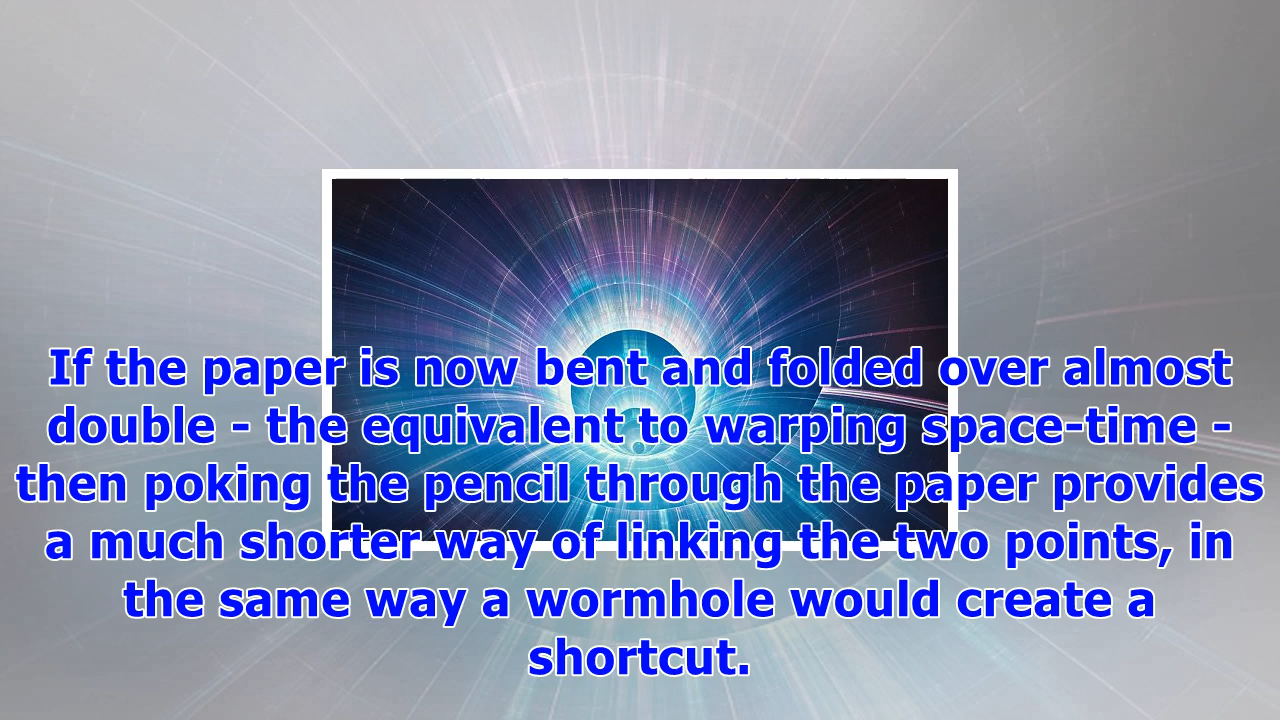 If the paper is now bent and folded over almost
double - the equivalent to warping space-time -
then poking the pencil through the paper provides
a much shorter way of linking the two points, in
the same way a wormhole would create a
shortcut.